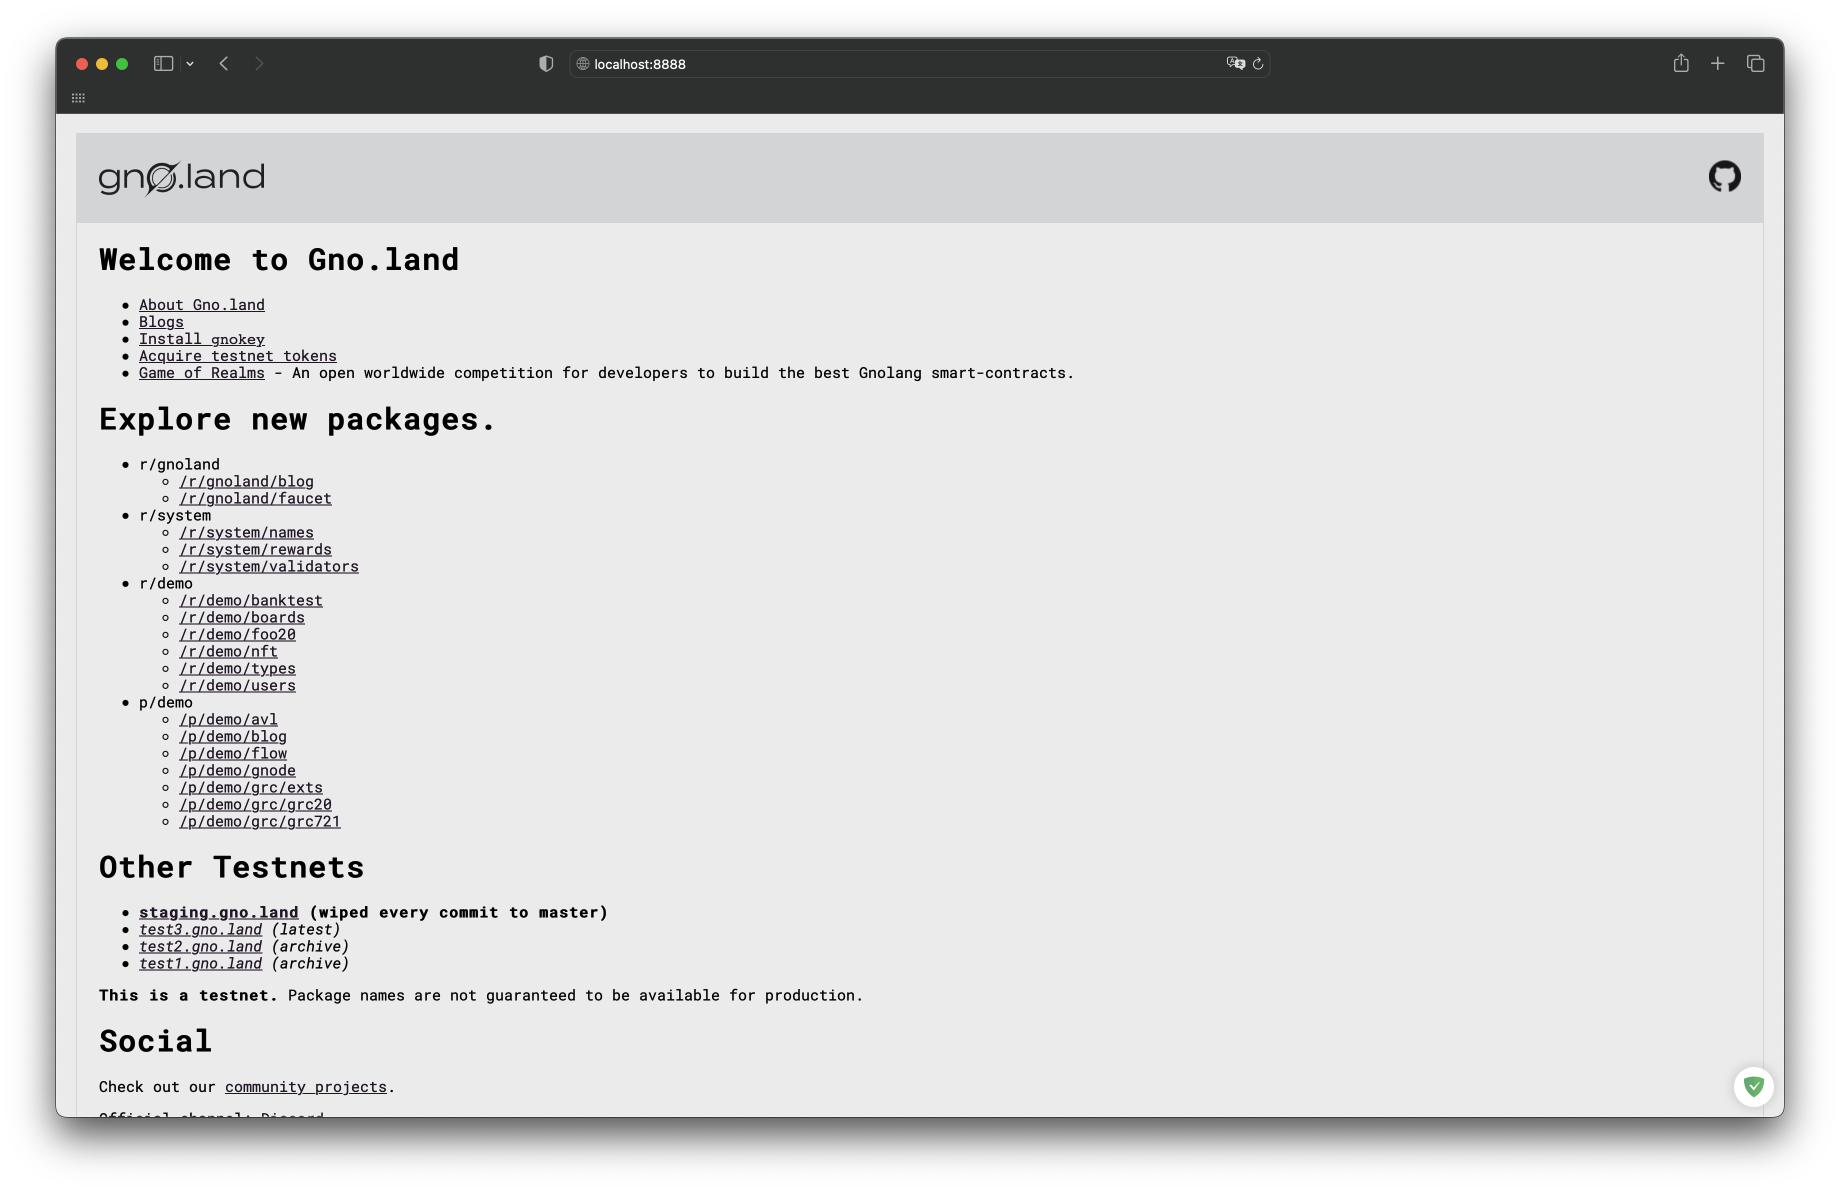 localhost:8888
gno.land
Welcome to Gno.land
About Gno.land
Blogs
Install gnokey
Acquire testnet tokens
Game of Realms - An open worldwide competition for developers to build the best Gnolang smart-contracts.
Explore new packages.
r/gnoland
/r/gnoland/blog
/r/gnoland/faucet
r/system
/r/system/names
/r/system/rewards
/r/system/validators
r/demo
/r/demo/banktest
/r/demo/boards
/r/demo/foo20
/r/demo/nft
/r/demo/types
/r/demo/users
p/demo
/p/demo/avl
/p/demo/blog
/p/demo/flow
/p/demo/gnode
/p/demo/grc/exts
/p/demo/grc/grc20
/p/demo/grc/grc721
Other Testnets
staging.gno.land (wiped every commit to master)
test3.gno.land (latest)
test2.gno.land (archive)
test1.gno.land (archive)
This is a testnet. Package names are not guaranteed to be available for production.
Social
Check out our community projects.
Official channel: Discord